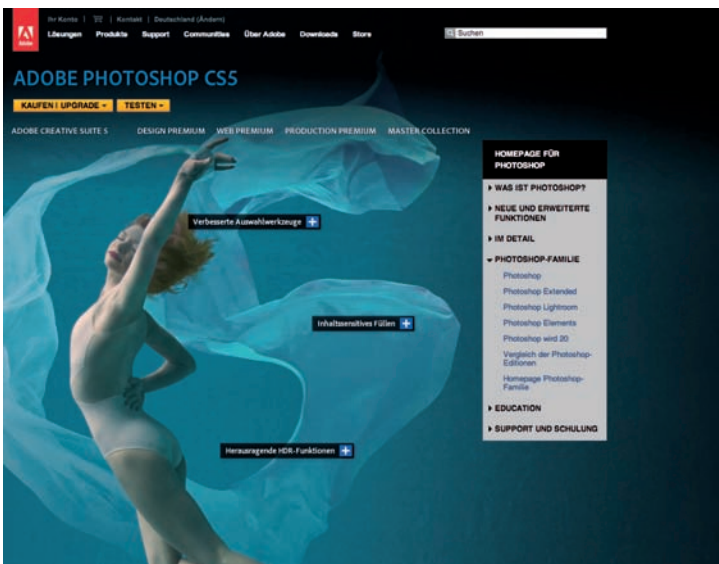 Ihr Konto | | Kontakt | Deutschland (Ändern)
Lösungen Produkte Support Communities Über Adobe Downloads Store
Suchen
Adobe
ADOBE PHOTOSHOP CS5
KAUFEN | UPGRADE TESTEN
ADOBE CREATIVE SUITE 5 DESIGN PREMIUM WEB PREMIUM PRODUCTION PREMIUM MASTER COLLECTION
Verbesserte Auswahlwerkzeuge +
Inhaltssensitives Füllen +
Herausragende HDR-Funktionen +
HOMEPAGE FÜR
PHOTOSHOP
WAS IST PHOTOSHOP?
NEUE UND ERWEITERTE
FUNKTIONEN
IM DETAIL
PHOTOSHOP-FAMILIE
Photoshop
Photoshop Extended
Photoshop Lightroom
Photoshop Elements
Photoshop wird 20
Vergleich der Photoshop-
Editionen
Homepage Photoshop-
Familie
EDUCATION
SUPPORT UND SCHULUNG